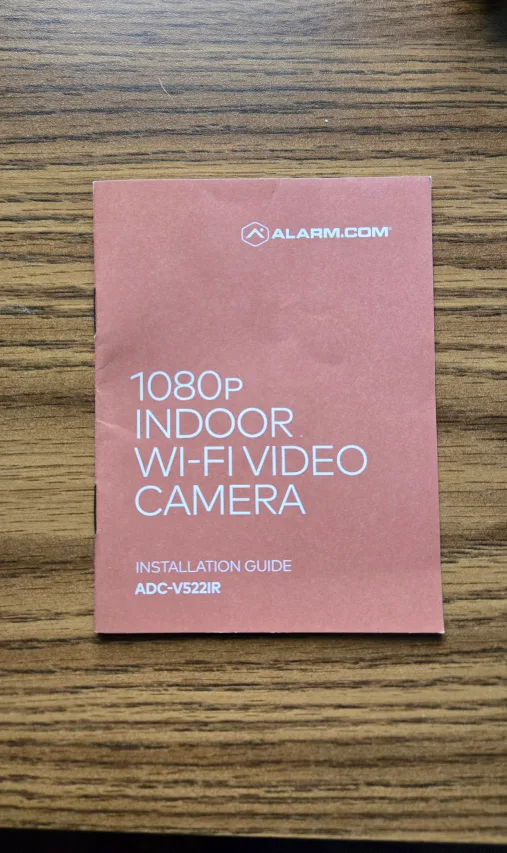 ALARM.COM®
1080P
INDOOR
WI-FI VIDEO
CAMERA
INSTALLATION GUIDE
ADC-V522IR